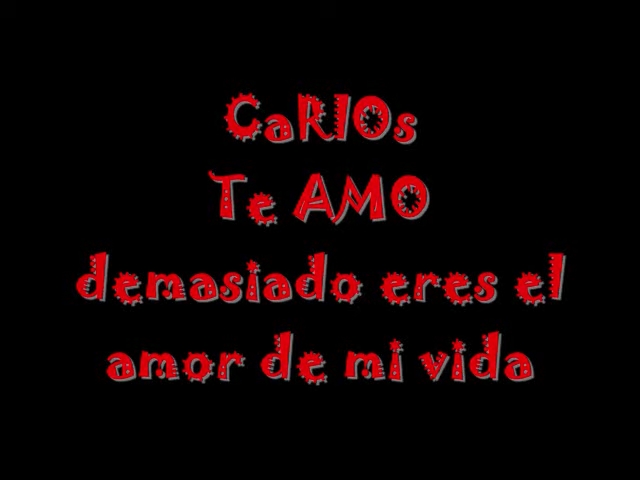 CaRlOs
Te AMO
demasiado eres el
amor de mi vida